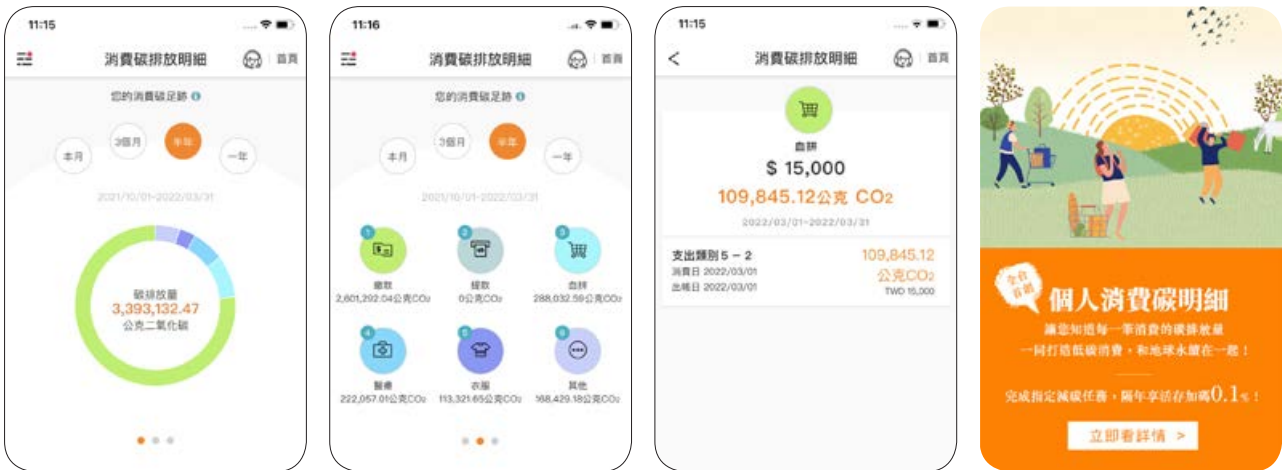 11:15
消費碳排放明細
首頁
您的消費碳足跡
本月
3個月
半年
一年
2021/10/01-2022/03/31
碳排放量
3,393,132.47
公克二氧化碳
11:16
消費碳排放明細
首頁
您的消費碳足跡
本月
3個月
半年
一年
2021/10/01-2022/03/31
1
2
3
繳款
提款
血拼
2,601,292.04公克CO2
0公克CO2
288,032.59公克CO2
4
5
6
醫療
衣服
其他
222,057.01公克CO2
113,321.65公克CO2
168,429.18公克CO2
11:15
消費碳排放明細
首頁
血拼
$ 15,000
109,845.12公克 CO2
2022/03/01-2022/03/31
支出類別5-2
109,845.12
消費日 2022/03/01
公克CO2
出帳日 2022/03/01
TWD 15,000
全台
首創
個人消費碳明細
讓您知道每一筆消費的碳排放量
一同打造低碳消費,和地球永續在一起!
完成指定減碳任務,隔年享活存加碼0.1%!
立即看詳情 >